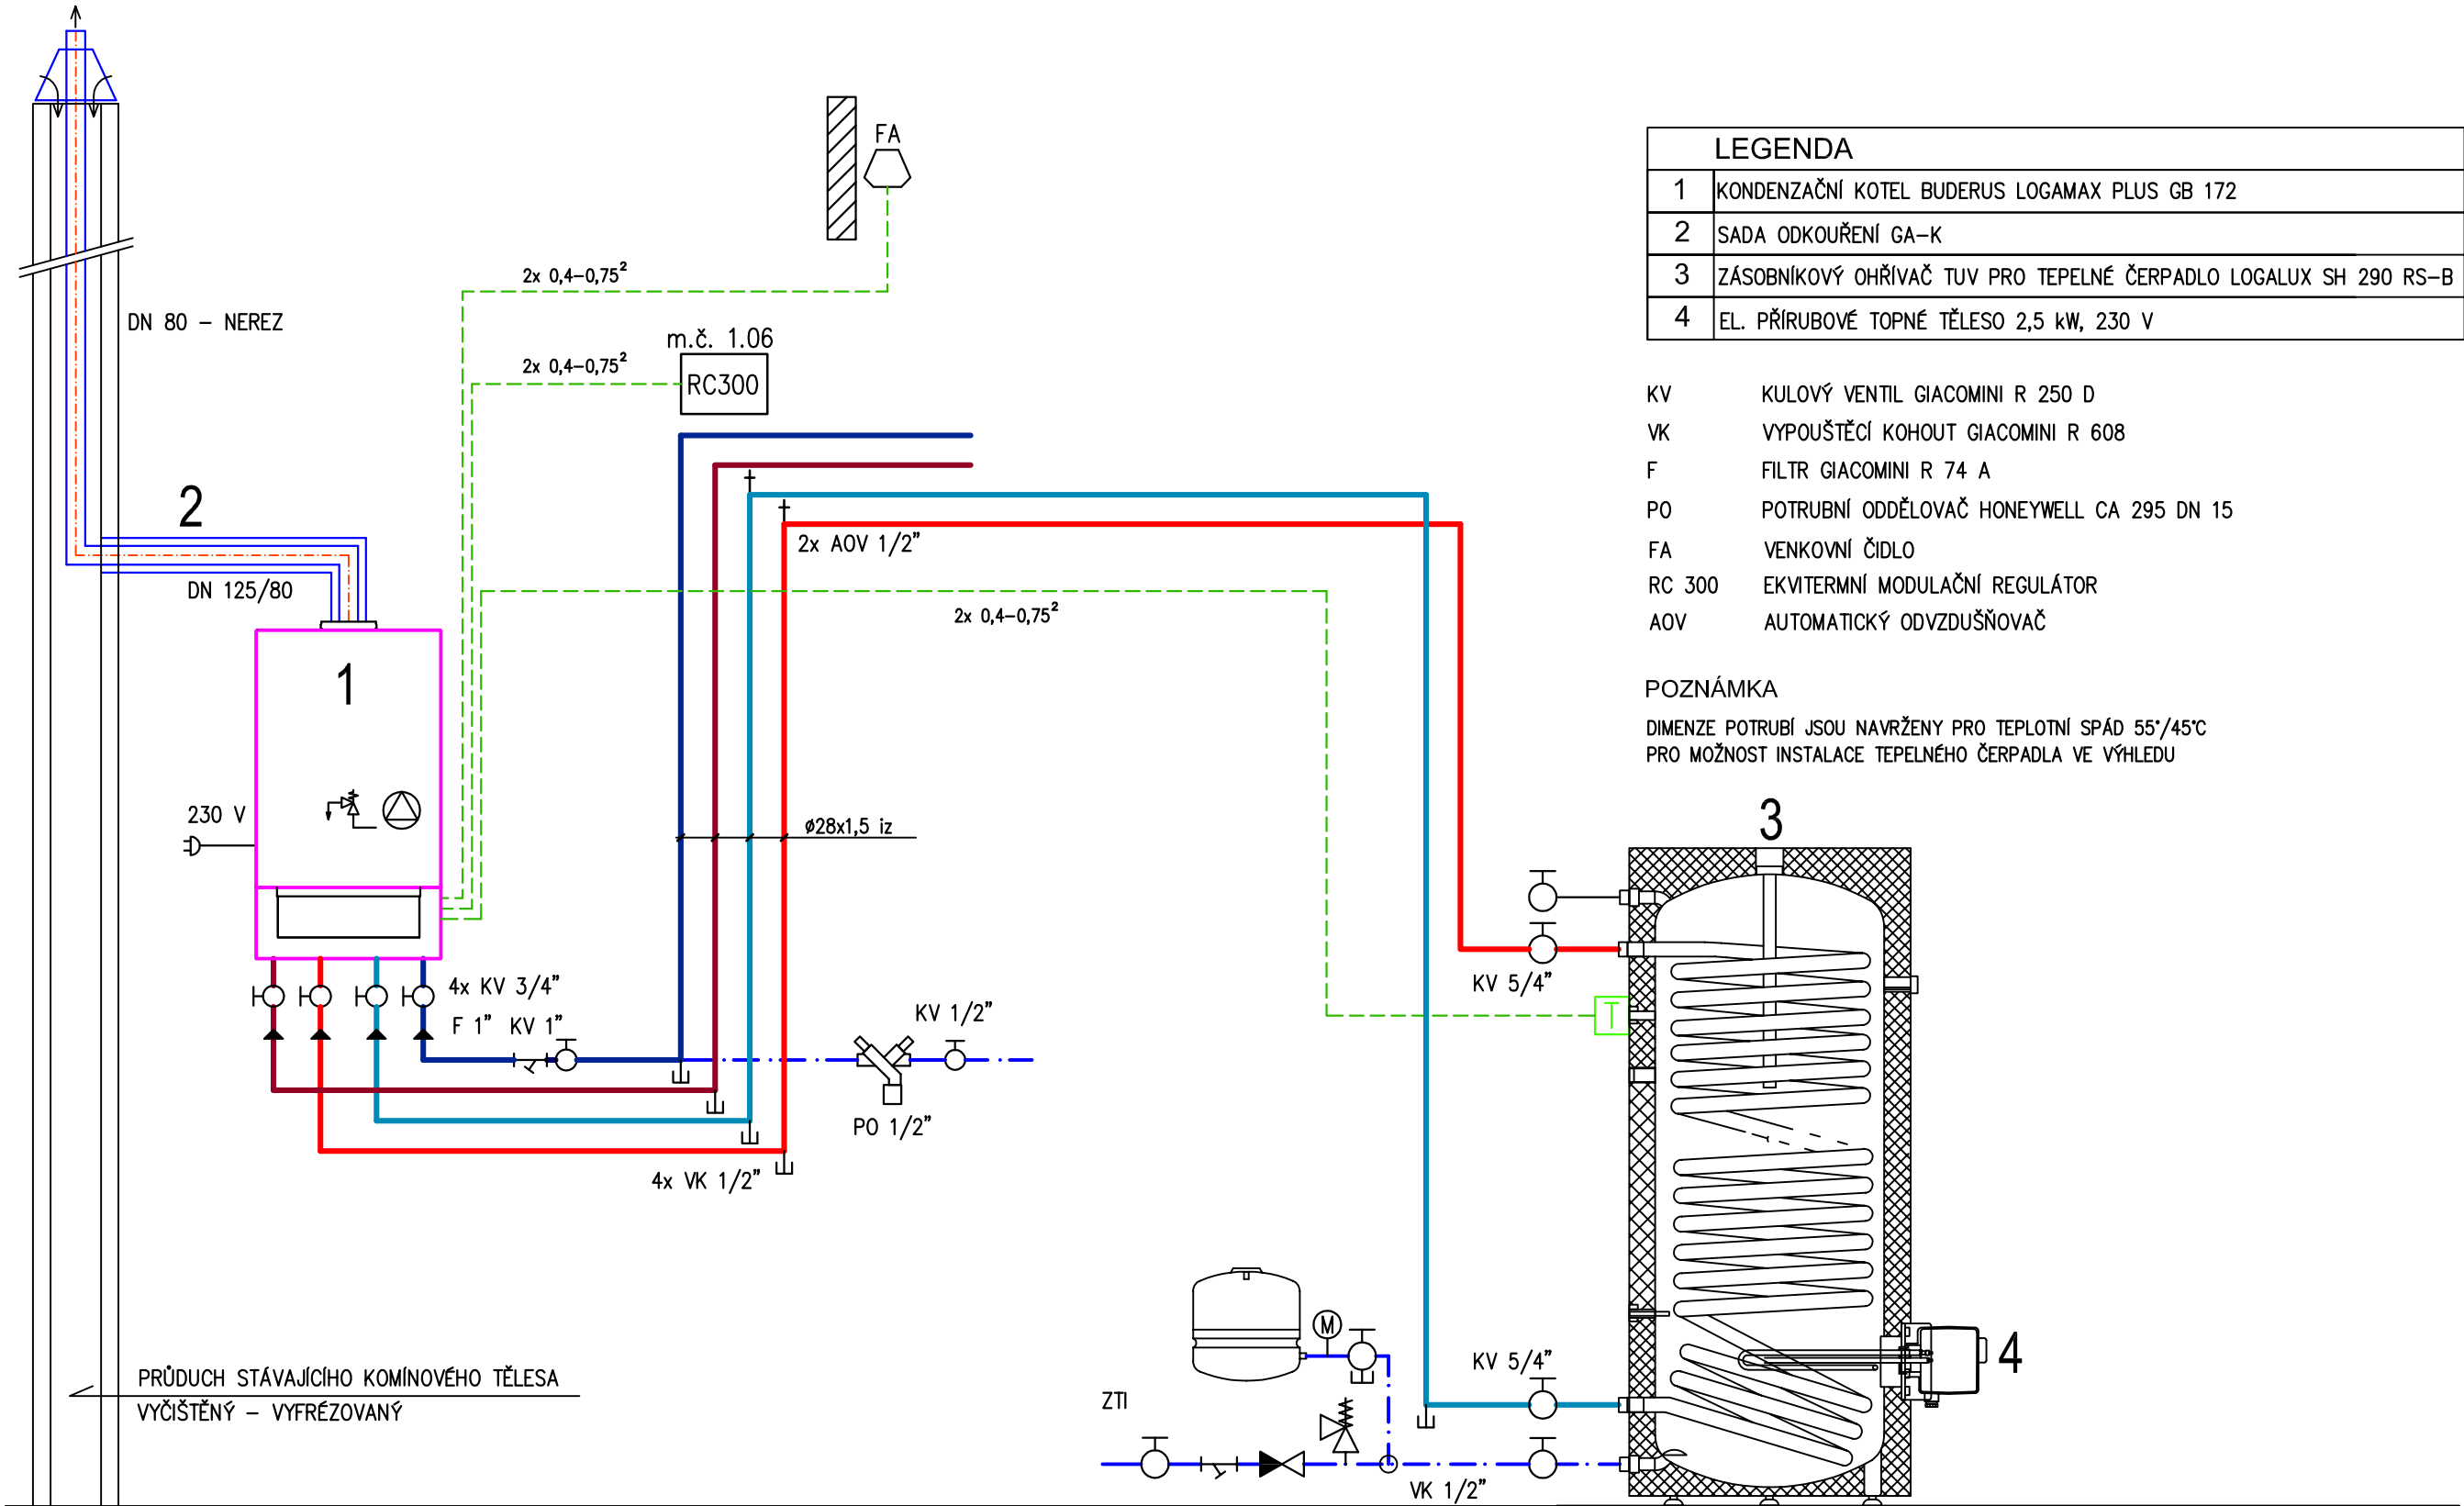 FA
2x 0,4-0,75²
DN 80 - NEREZ
m.č. 1.06
2x 0,4-0,75²
RC300
2
2x AOV 1/2"
DN 125/80
2x 0,4-0,75²
1
230 V
ø28x1,5 iz
4x KV 3/4"
F 1" KV 1"
KV 1/2"
PO 1/2"
4x VK 1/2"
PRŮDUCH STÁVAJÍCÍHO KOMÍNOVÉHO TĚLESA
VYČIŠTĚNÝ - VYFRÉZOVANÝ
LEGENDA
1 KONDENZAČNÍ KOTEL BUDERUS LOGAMAX PLUS GB 172
2 SADA ODKOUŘENÍ GA-K
3 ZÁSOBNÍKOVÝ OHŘÍVAČ TUV PRO TEPELNÉ ČERPADLO LOGALUX SH 290 RS-B
4 EL. PŘÍRUBOVÉ TOPNÉ TĚLESO 2,5 kW, 230 V
KV KULOVÝ VENTIL GIACOMINI R 250 D
VK VYPOUŠTĚCÍ KOHOUT GIACOMINI R 608
F FILTR GIACOMINI R 74 A
PO POTRUBNÍ ODDĚLOVAČ HONEYWELL CA 295 DN 15
FA VENKOVNÍ ČIDLO
RC 300 EKVITERMNÍ MODULAČNÍ REGULÁTOR
AOV AUTOMATICKÝ ODVZDUŠŇOVAČ
POZNÁMKA
DIMENZE POTRUBÍ JSOU NAVRŽENY PRO TEPLOTNÍ SPÁD 55°/45°C
PRO MOŽNOST INSTALACE TEPELNÉHO ČERPADLA VE VÝHLEDU
3
KV 5/4"
T
M
KV 5/4"
4
ZTI
VK 1/2"